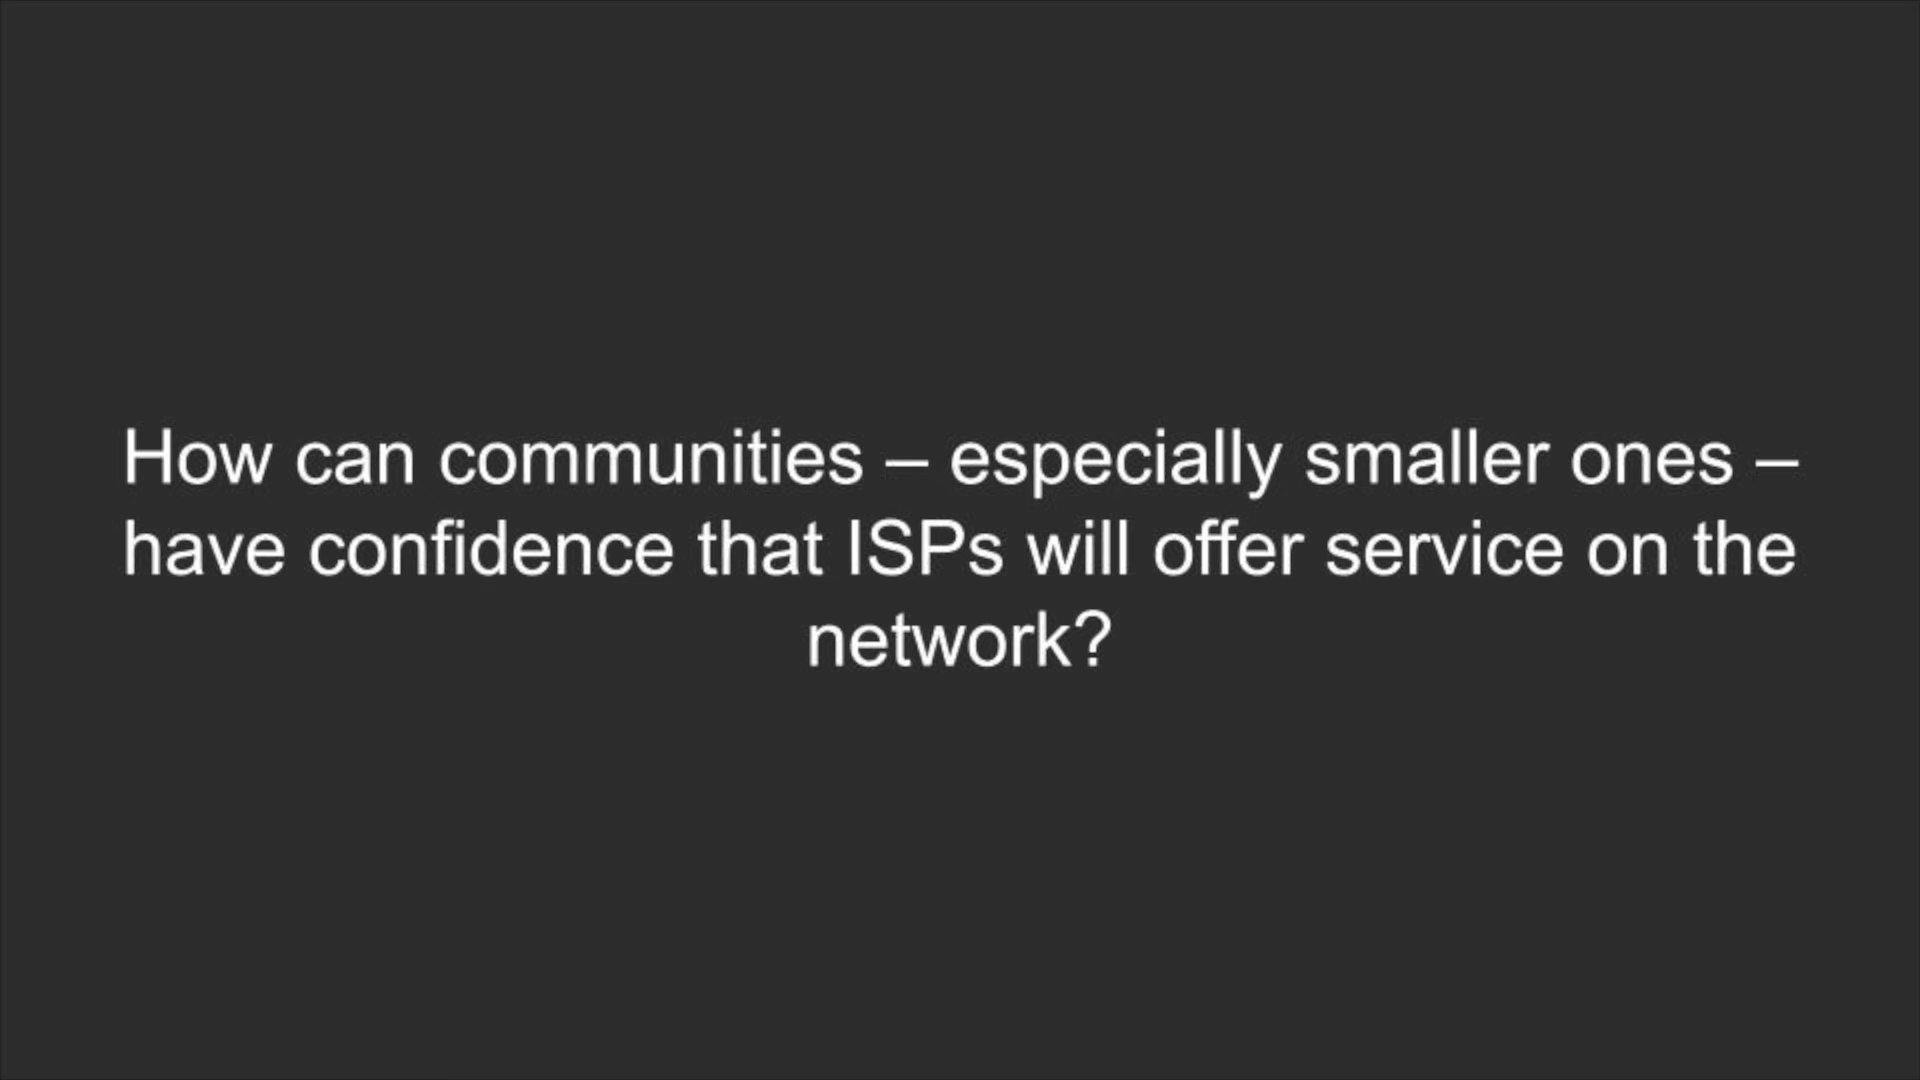 How can communities – especially smaller ones –
have confidence that ISPs will offer service on the
network?